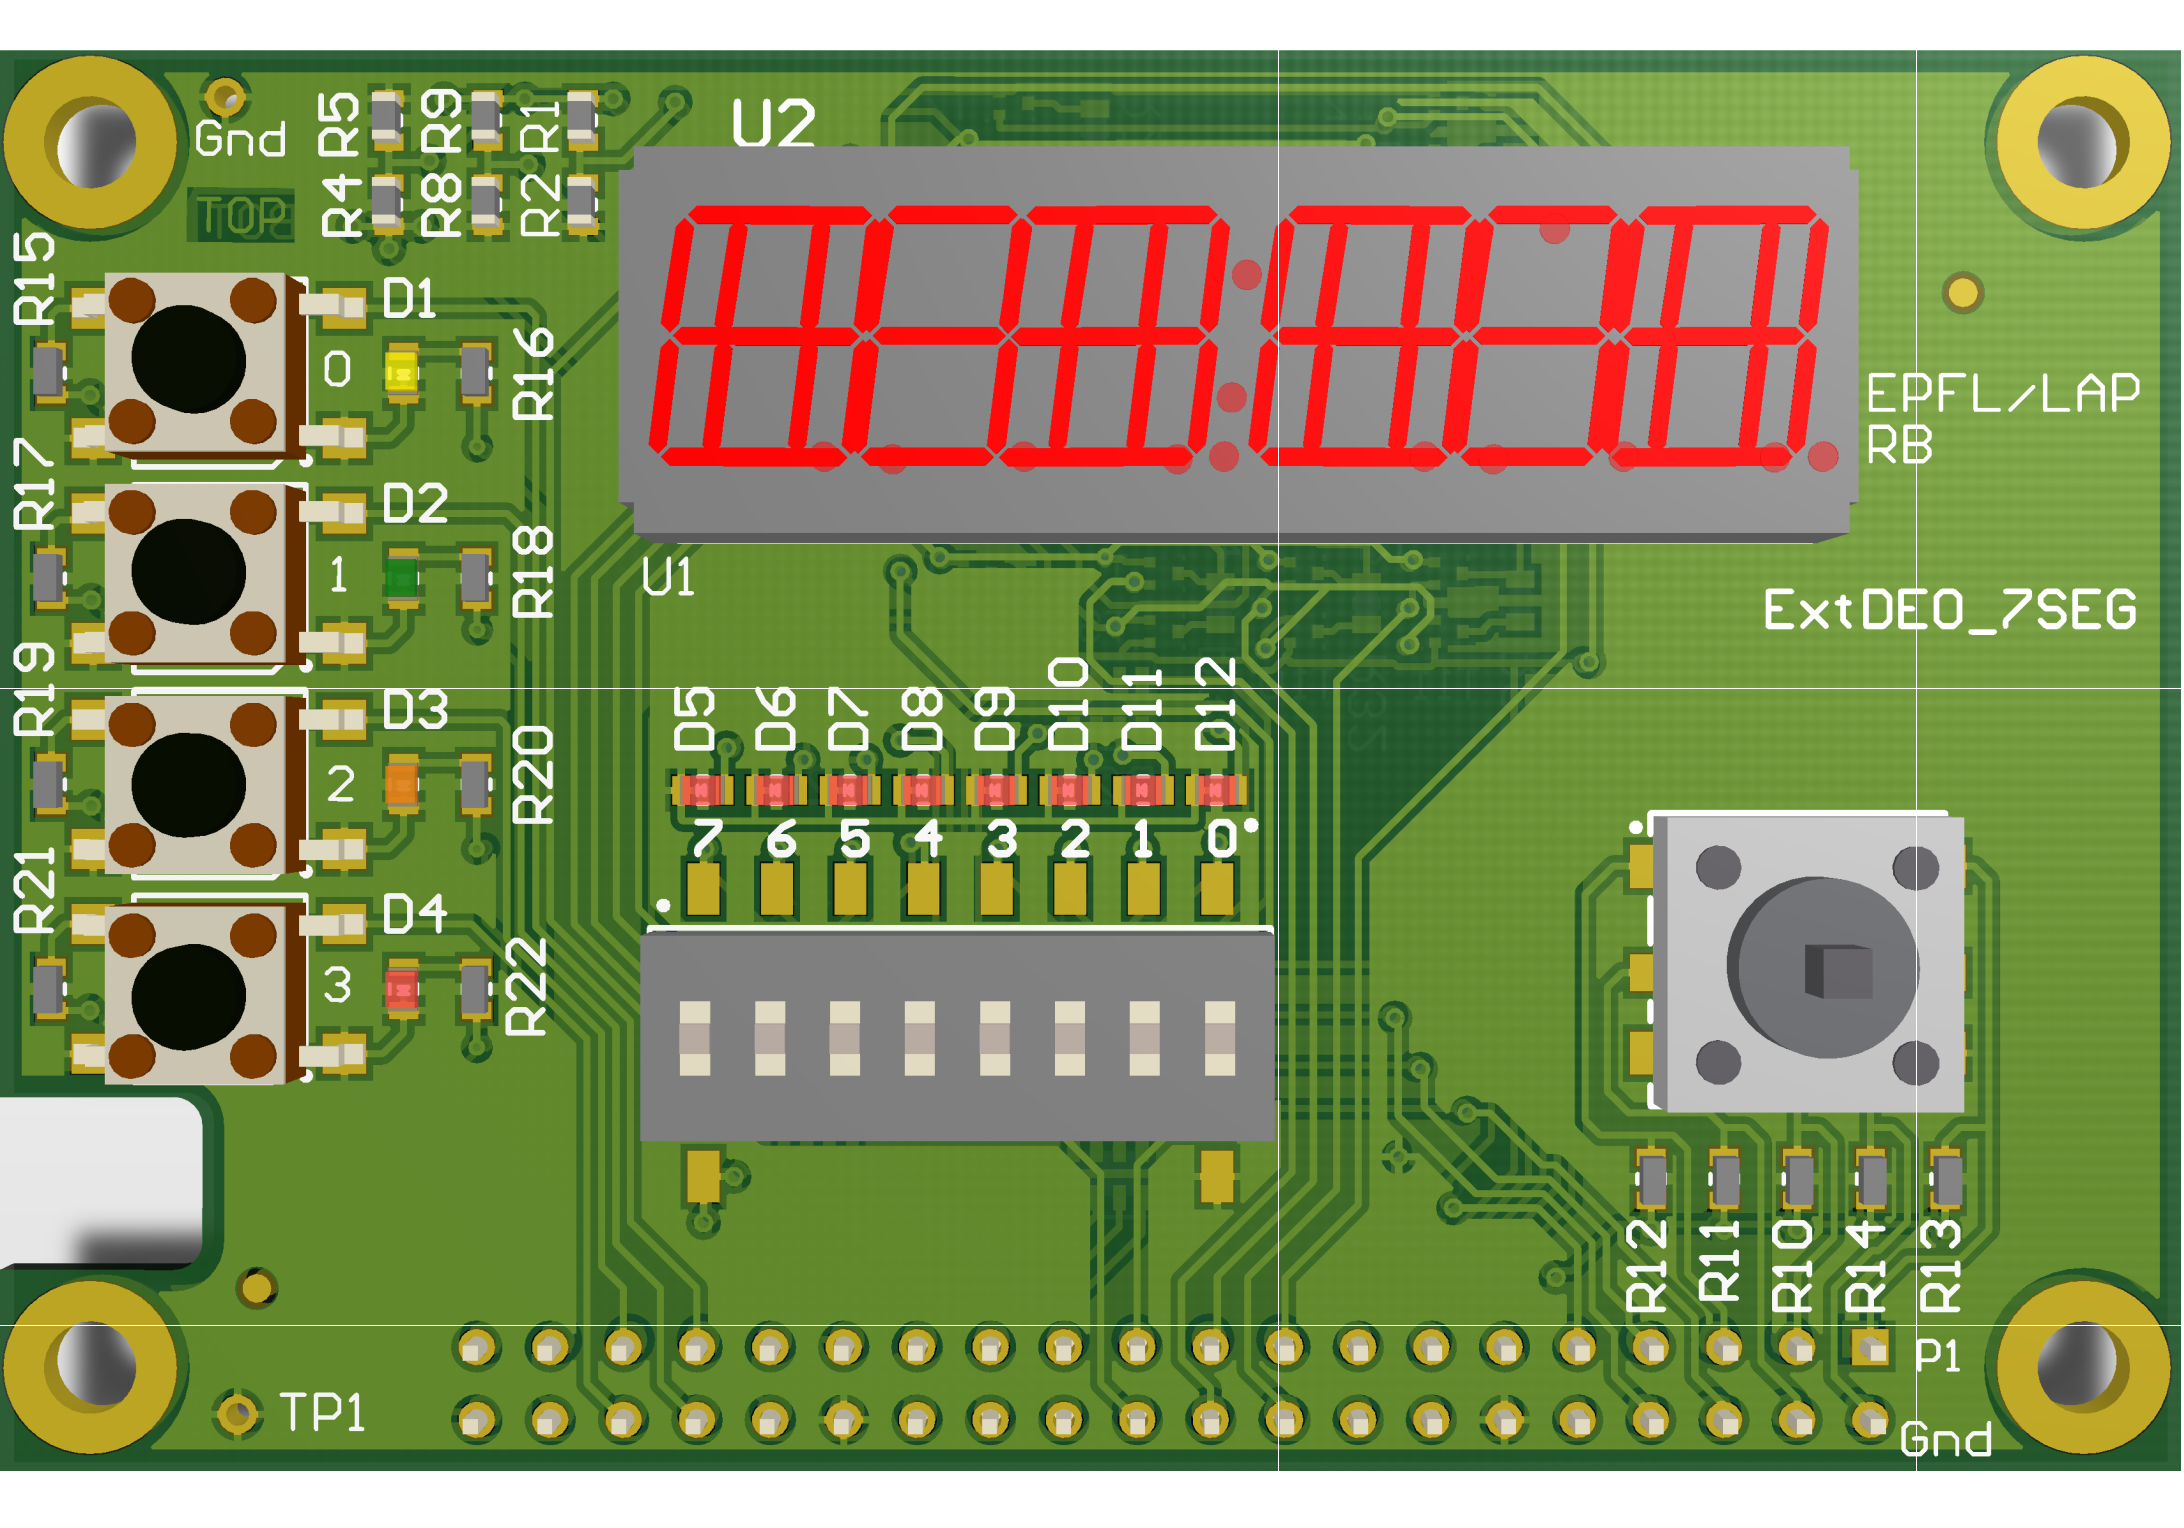 Gnd
TOP
R5
R9
R1
R4
R8
R2
U2
R15
D1
0
R16
EPFL/LAP
RB
R17
D2
1
R18
U1
ExtDE0_7SEG
R19
D3
2
R20
D5
D6
D7
D8
D9
D10
D11
D12
7 6 5 4 3 2 1 0
R21
D4
3
R22
R12
R11
R10
R14
R13
P1
TP1
Gnd